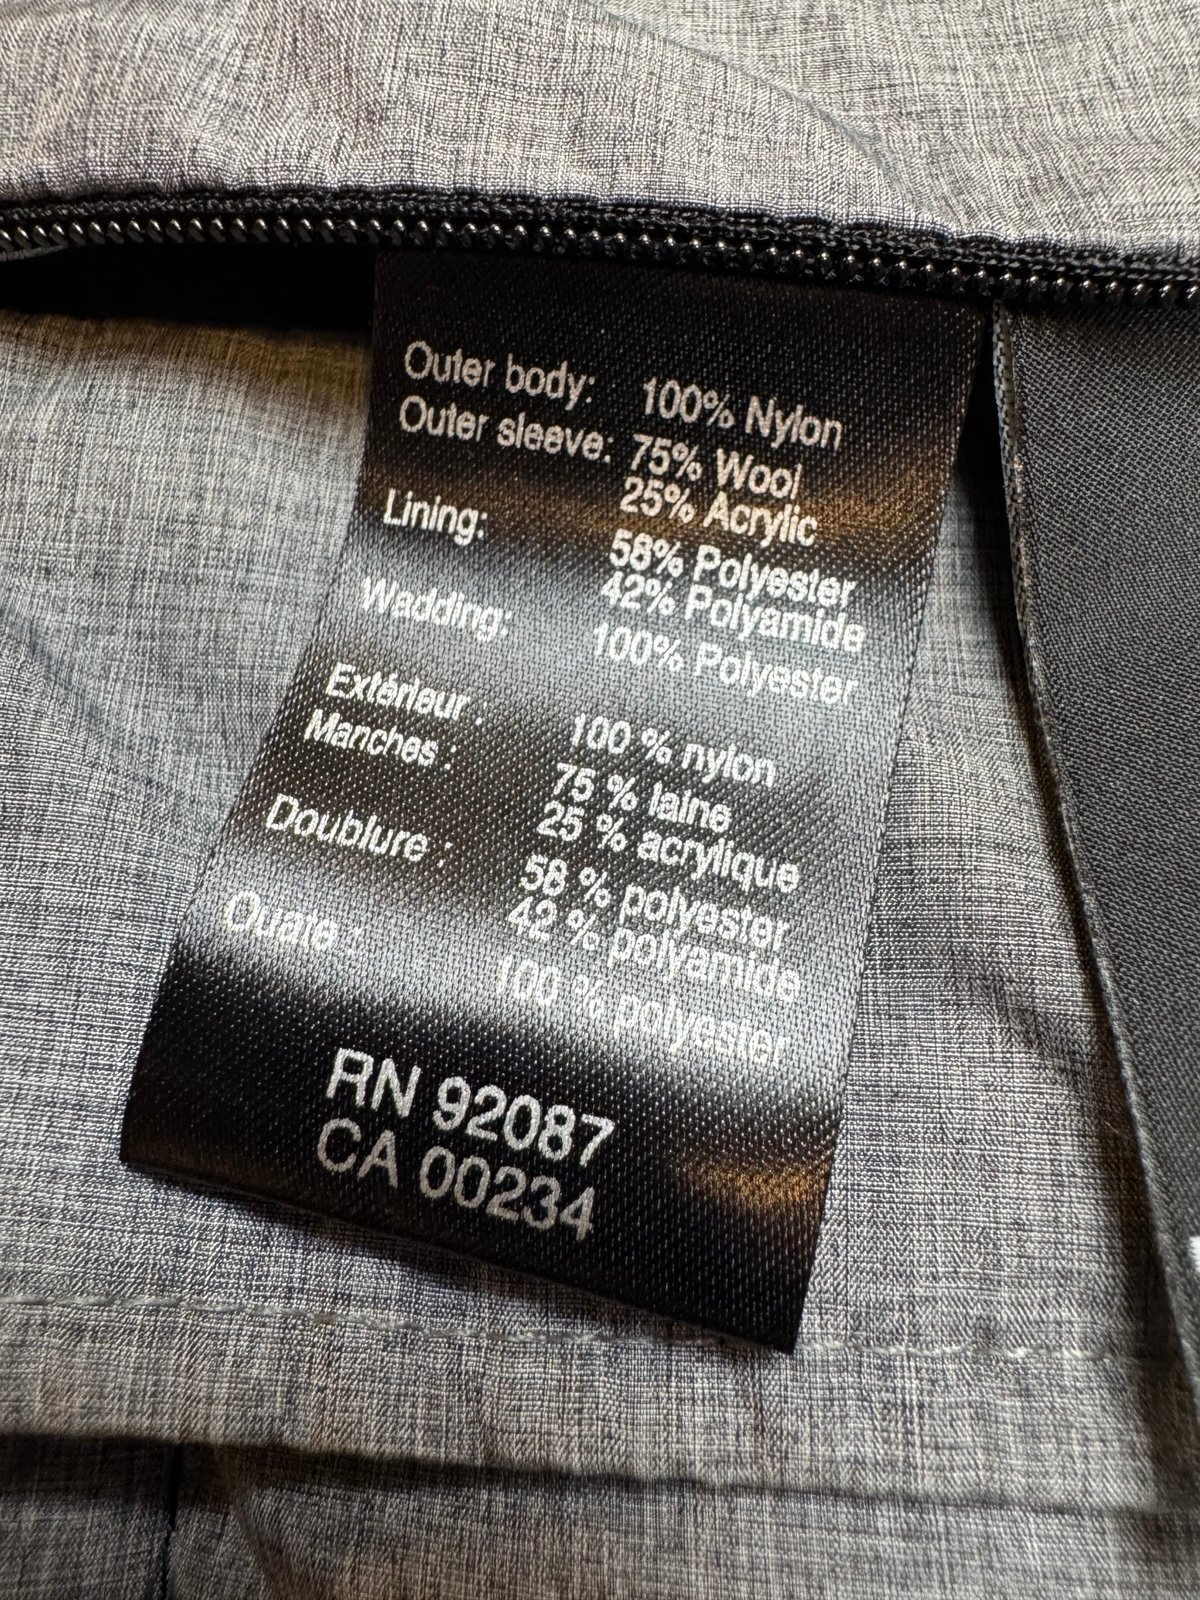 Outer body: 100% Nylon
Outer sleeve: 75% Wool
25% Acrylic
Lining: 58% Polyester
42% Polyamide
Wadding: 100% Polyester
Extérieur : 100 % nylon
Manches : 75 % laine
25 % acrylique
Doublure : 58 % polyester
42 % polyamide
Ouate : 100 % polyester
RN 92087
CA 00234